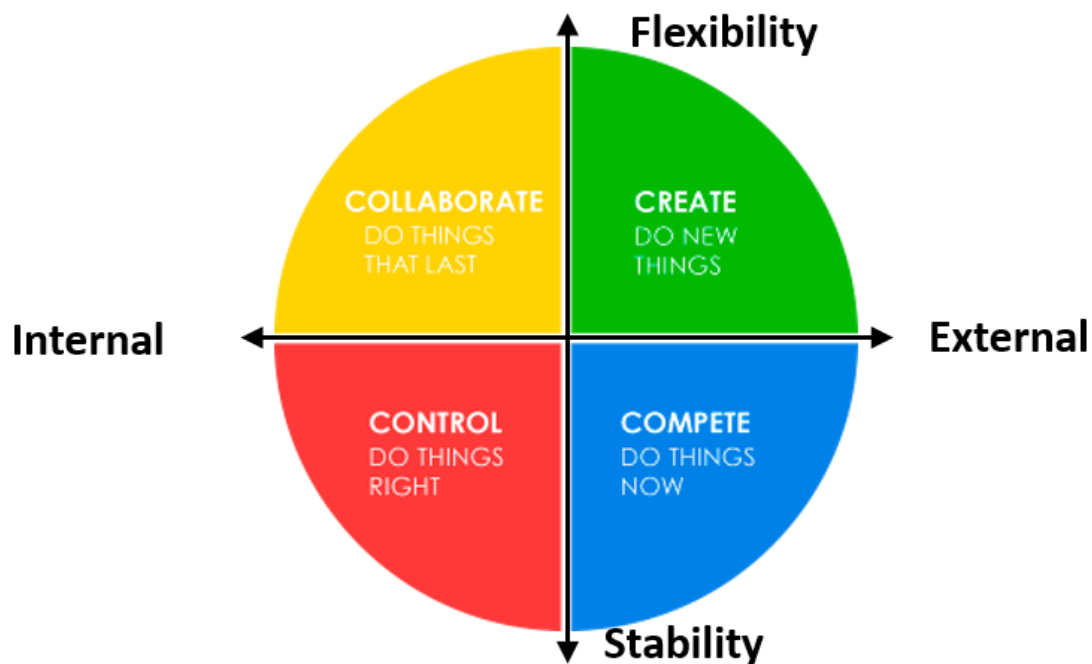 Flexibility
COLLABORATE
DO THINGS
THAT LAST
CREATE
DO NEW
THINGS
Internal
External
CONTROL
DO THINGS
RIGHT
COMPETE
DO THINGS
NOW
Stability